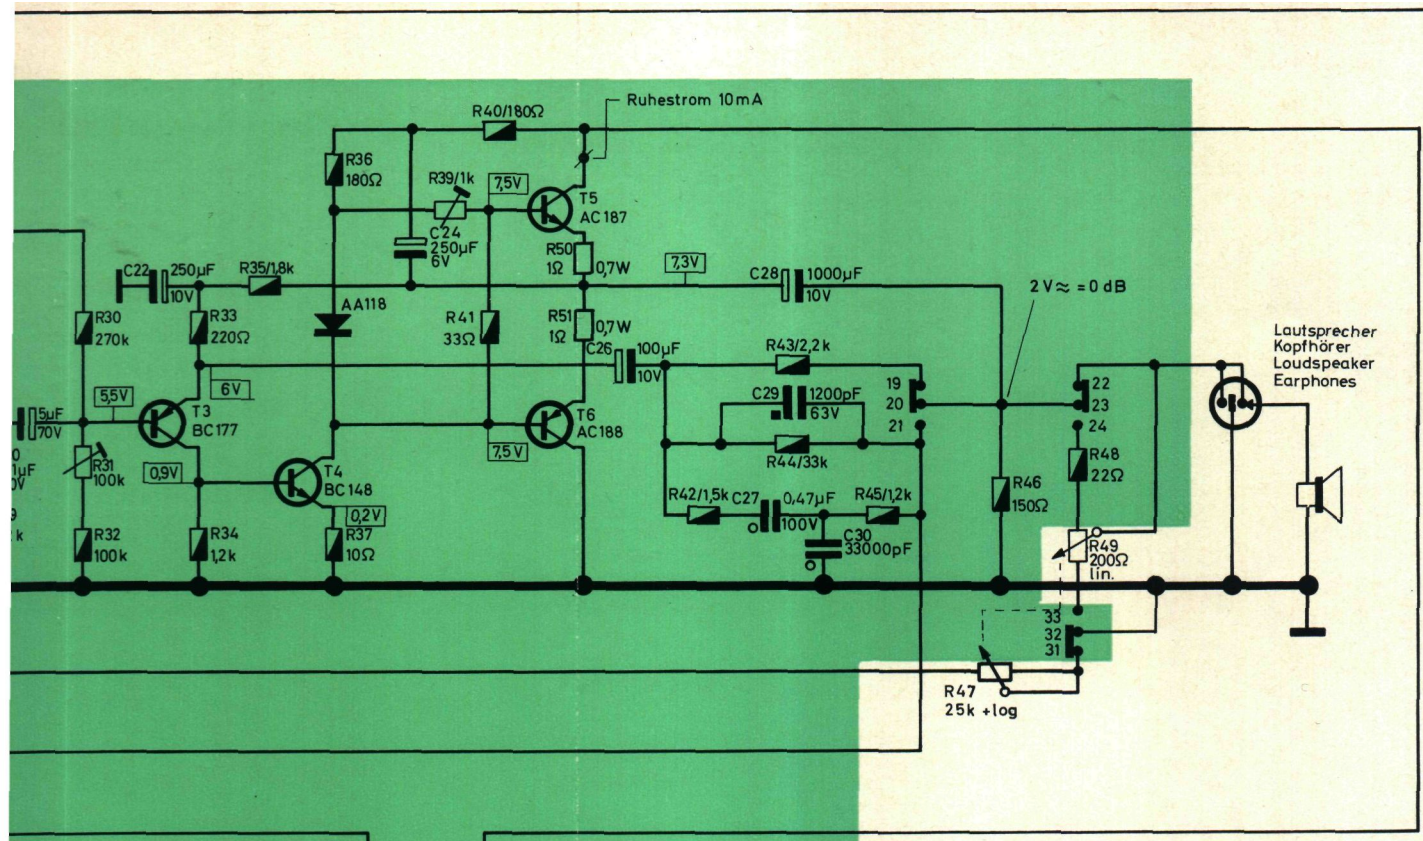 Ruhestrom 10mA
R40/180Ω
R36
180Ω
R39/1k
7,5V
T5
AC187
C24
250µF
6V
R50
1Ω
0,7W
7,3V
C28
1000µF
10V
2V≈ =0 dB
C22
250µF
10V
R35/1,8k
AA118
R41
33Ω
R51
1Ω
0,7W
R30
270k
R33
220Ω
C26
100µF
10V
R43/2,2k
Lautsprecher
Kopfhörer
Loudspeaker
Earphones
6V
5,5V
19
20
21
22
23
24
C29
1200pF
63V
5µF
70V
T3
BC177
T6
AC188
7,5V
R44/33k
R31
100k
0,9V
T4
BC148
R48
22Ω
R42/1,5k
C27
0,47µF
100V
R45/1,2k
R46
150Ω
0,2V
R32
100k
R34
1,2k
R37
10Ω
C30
33000pF
R49
200Ω
lin.
33
32
31
R47
25k +log